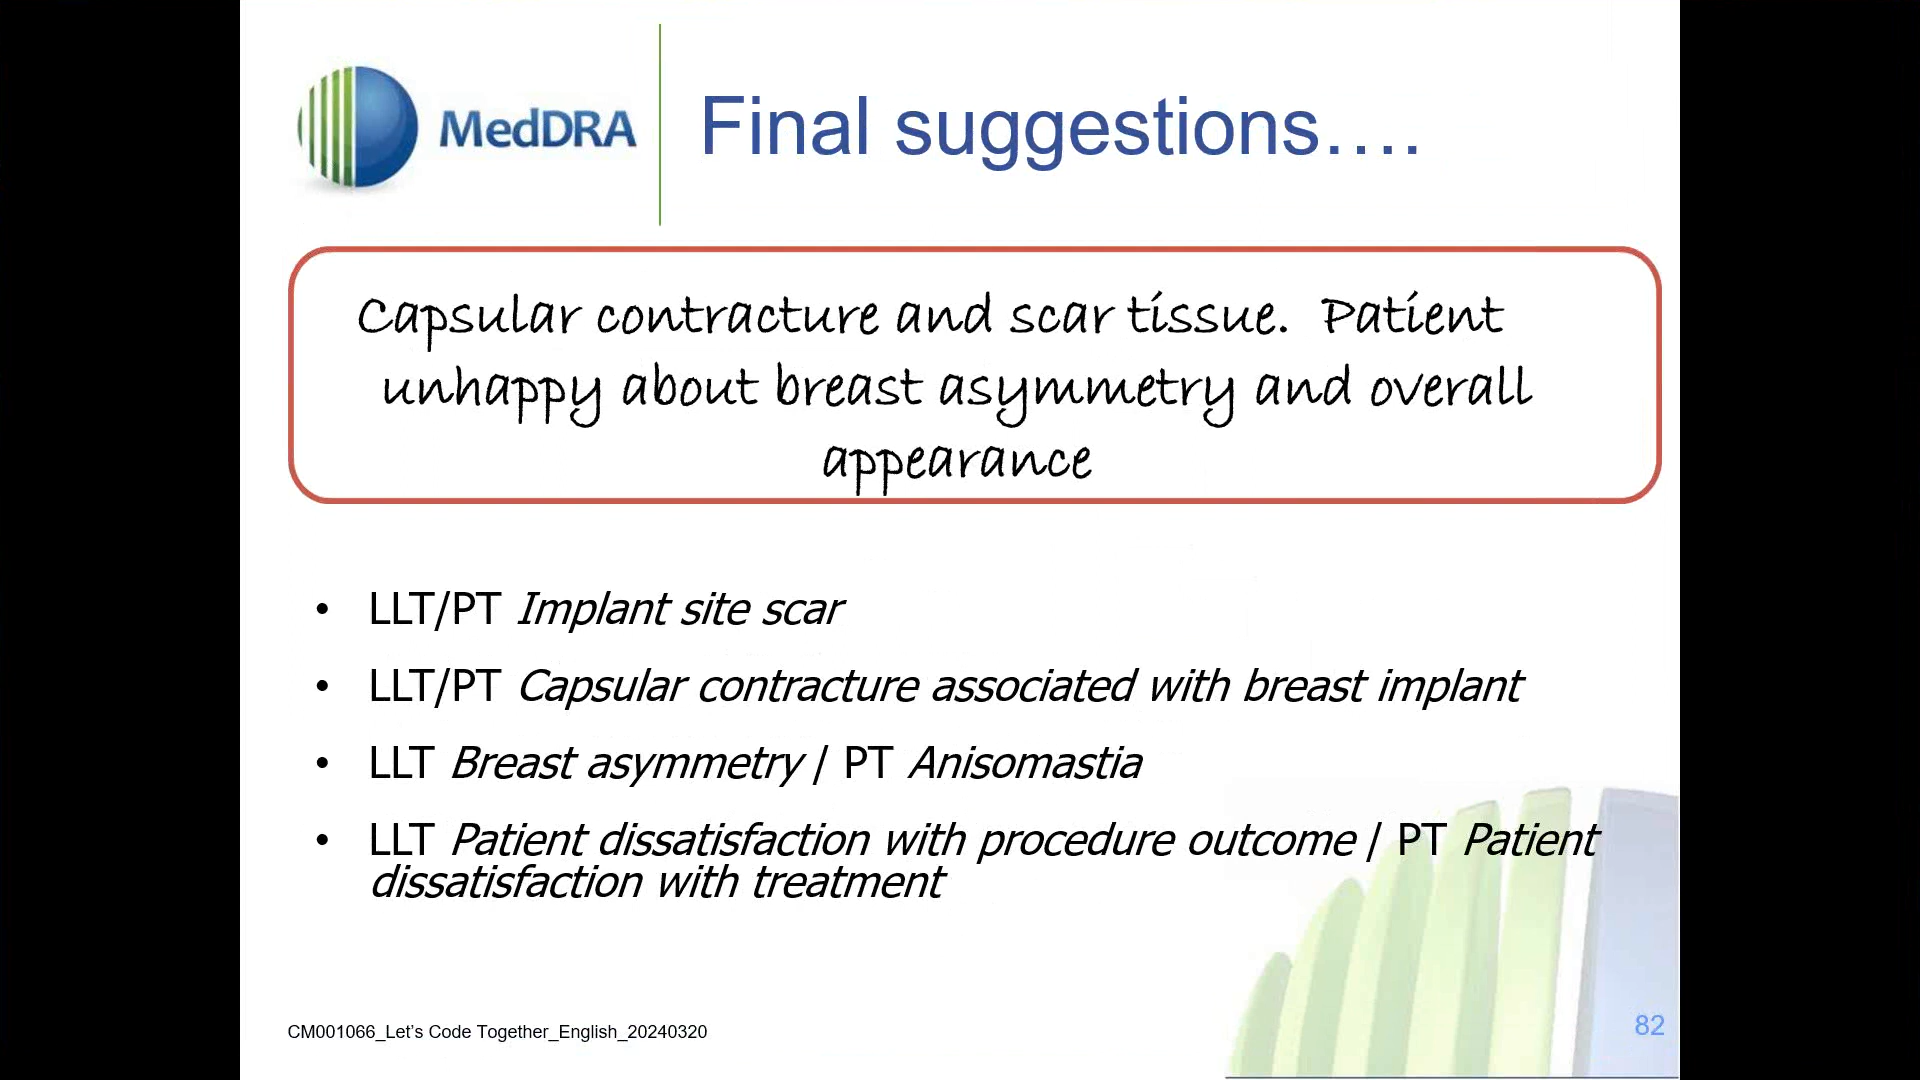 MedDRA
Final suggestions….
Capsular contracture and scar tissue. Patient
unhappy about breast asymmetry and overall
appearance
• LLT/PT Implant site scar
• LLT/PT Capsular contracture associated with breast implant
• LLT Breast asymmetry / PT Anisomastia
• LLT Patient dissatisfaction with procedure outcome / PT Patient
dissatisfaction with treatment
CM001066_Let’s Code Together_English_20240320
82